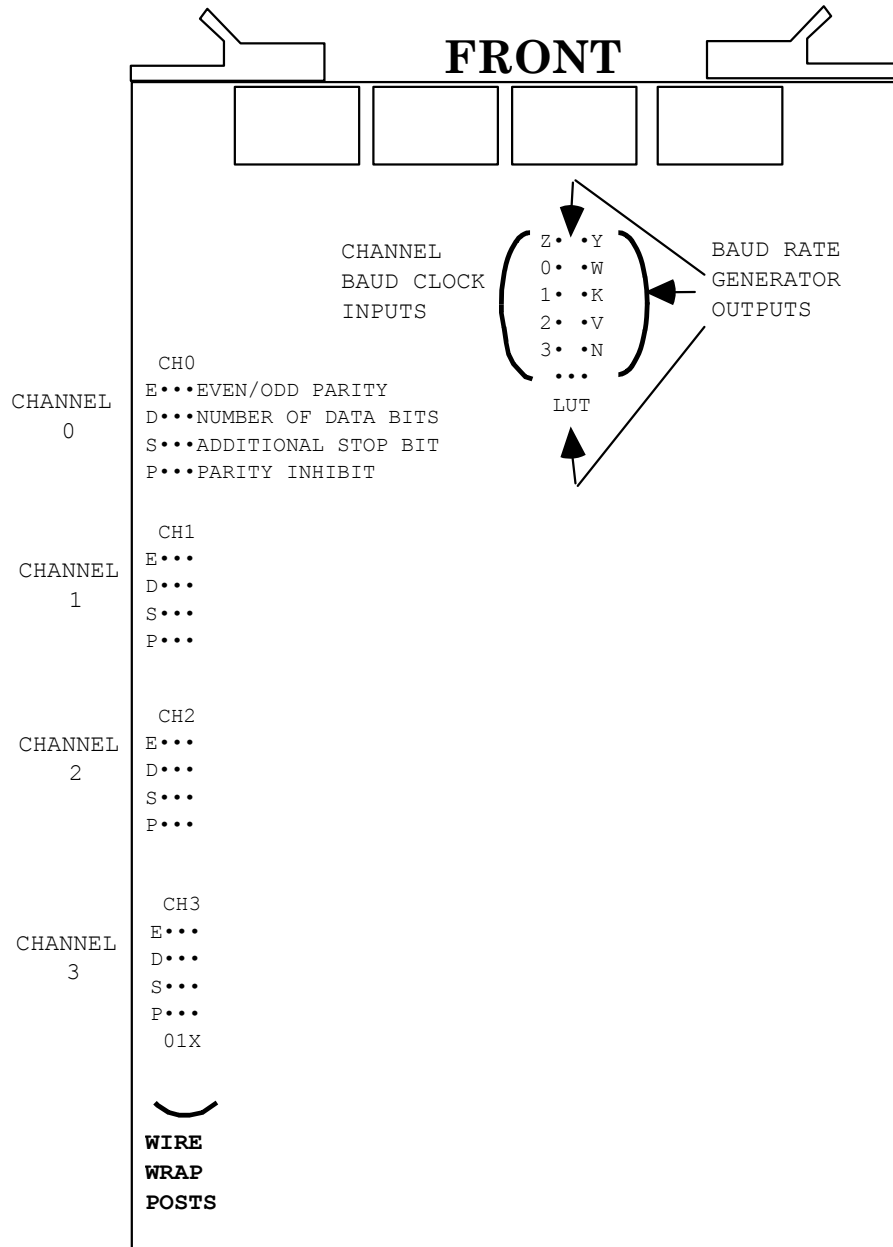 FRONT
CHANNEL
BAUD CLOCK
INPUTS
Z• •Y
0• •W
1• •K
2• •V
3• •N
•••
LUT
BAUD RATE
GENERATOR
OUTPUTS
CHANNEL
0
CH0
E•••EVEN/ODD PARITY
D•••NUMBER OF DATA BITS
S•••ADDITIONAL STOP BIT
P•••PARITY INHIBIT
CHANNEL
1
CH1
E•••
D•••
S•••
P•••
CHANNEL
2
CH2
E•••
D•••
S•••
P•••
CHANNEL
3
CH3
E•••
D•••
S•••
P•••
01X
WIRE
WRAP
POSTS